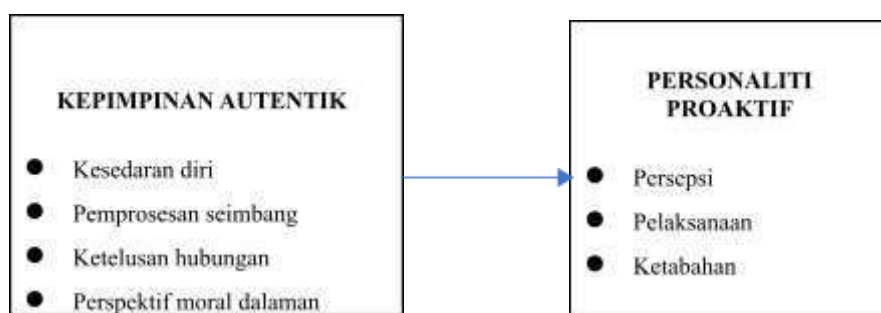 KEPIMPINAN AUTENTIK
● Kesedaran diri
● Pemprosesan seimbang
● Ketelusan hubungan
● Perspektif moral dalaman
PERSONALITI
PROAKTIF
● Persepsi
● Pelaksanaan
● Ketabahan